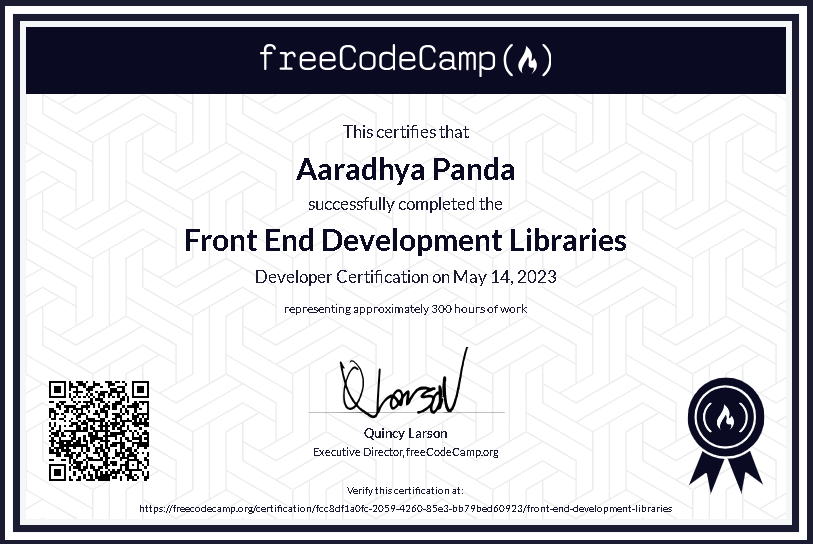 freeCodeCamp(🔥)
This certifies that
Aaradhya Panda
successfully completed the
Front End Development Libraries
Developer Certification on May 14, 2023
representing approximately 300 hours of work
QLarson
Quincy Larson
Executive Director, freeCodeCamp.org
Verify this certification at:
https://freecodecamp.org/certification/fcc8df1a0fc-2059-4260-85e3-bb79bed60923/front-end-development-libraries